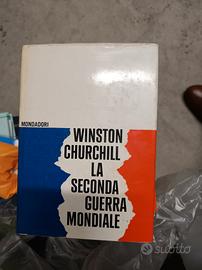 MONDADORI
WINSTON
CHURCHILL
LA
SECONDA
GUERRA
MONDIALE
subito